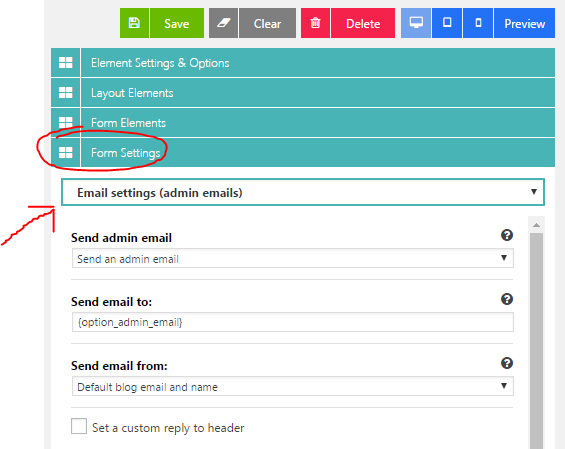 Save Clear Delete Preview
Element Settings & Options
Layout Elements
Form Elements
Form Settings
Email settings (admin emails)
Send admin email
Send an admin email
Send email to:
{option_admin_email}
Send email from:
Default blog email and name
Set a custom reply to header